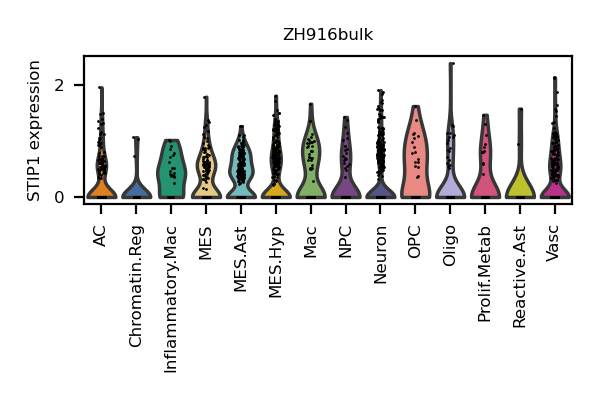 ZH916bulk
STIP1 expression
2
0
AC
Chromatin.Reg
Inflammatory.Mac
MES
MES.Ast
MES.Hyp
Mac
NPC
Neuron
OPC
Oligo
Prolif.Metab
Reactive.Ast
Vasc